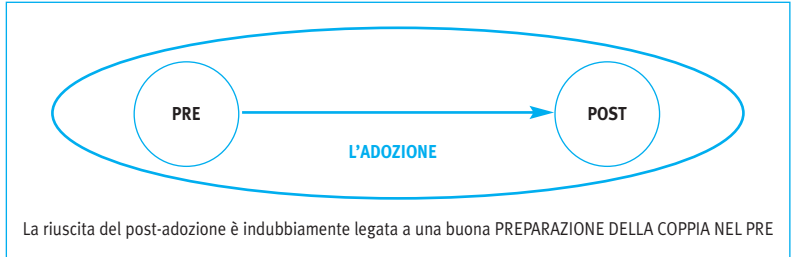 PRE
POST
L'ADOZIONE
La riuscita del post-adozione è indubbiamente legata a una buona PREPARAZIONE DELLA COPPIA NEL PRE